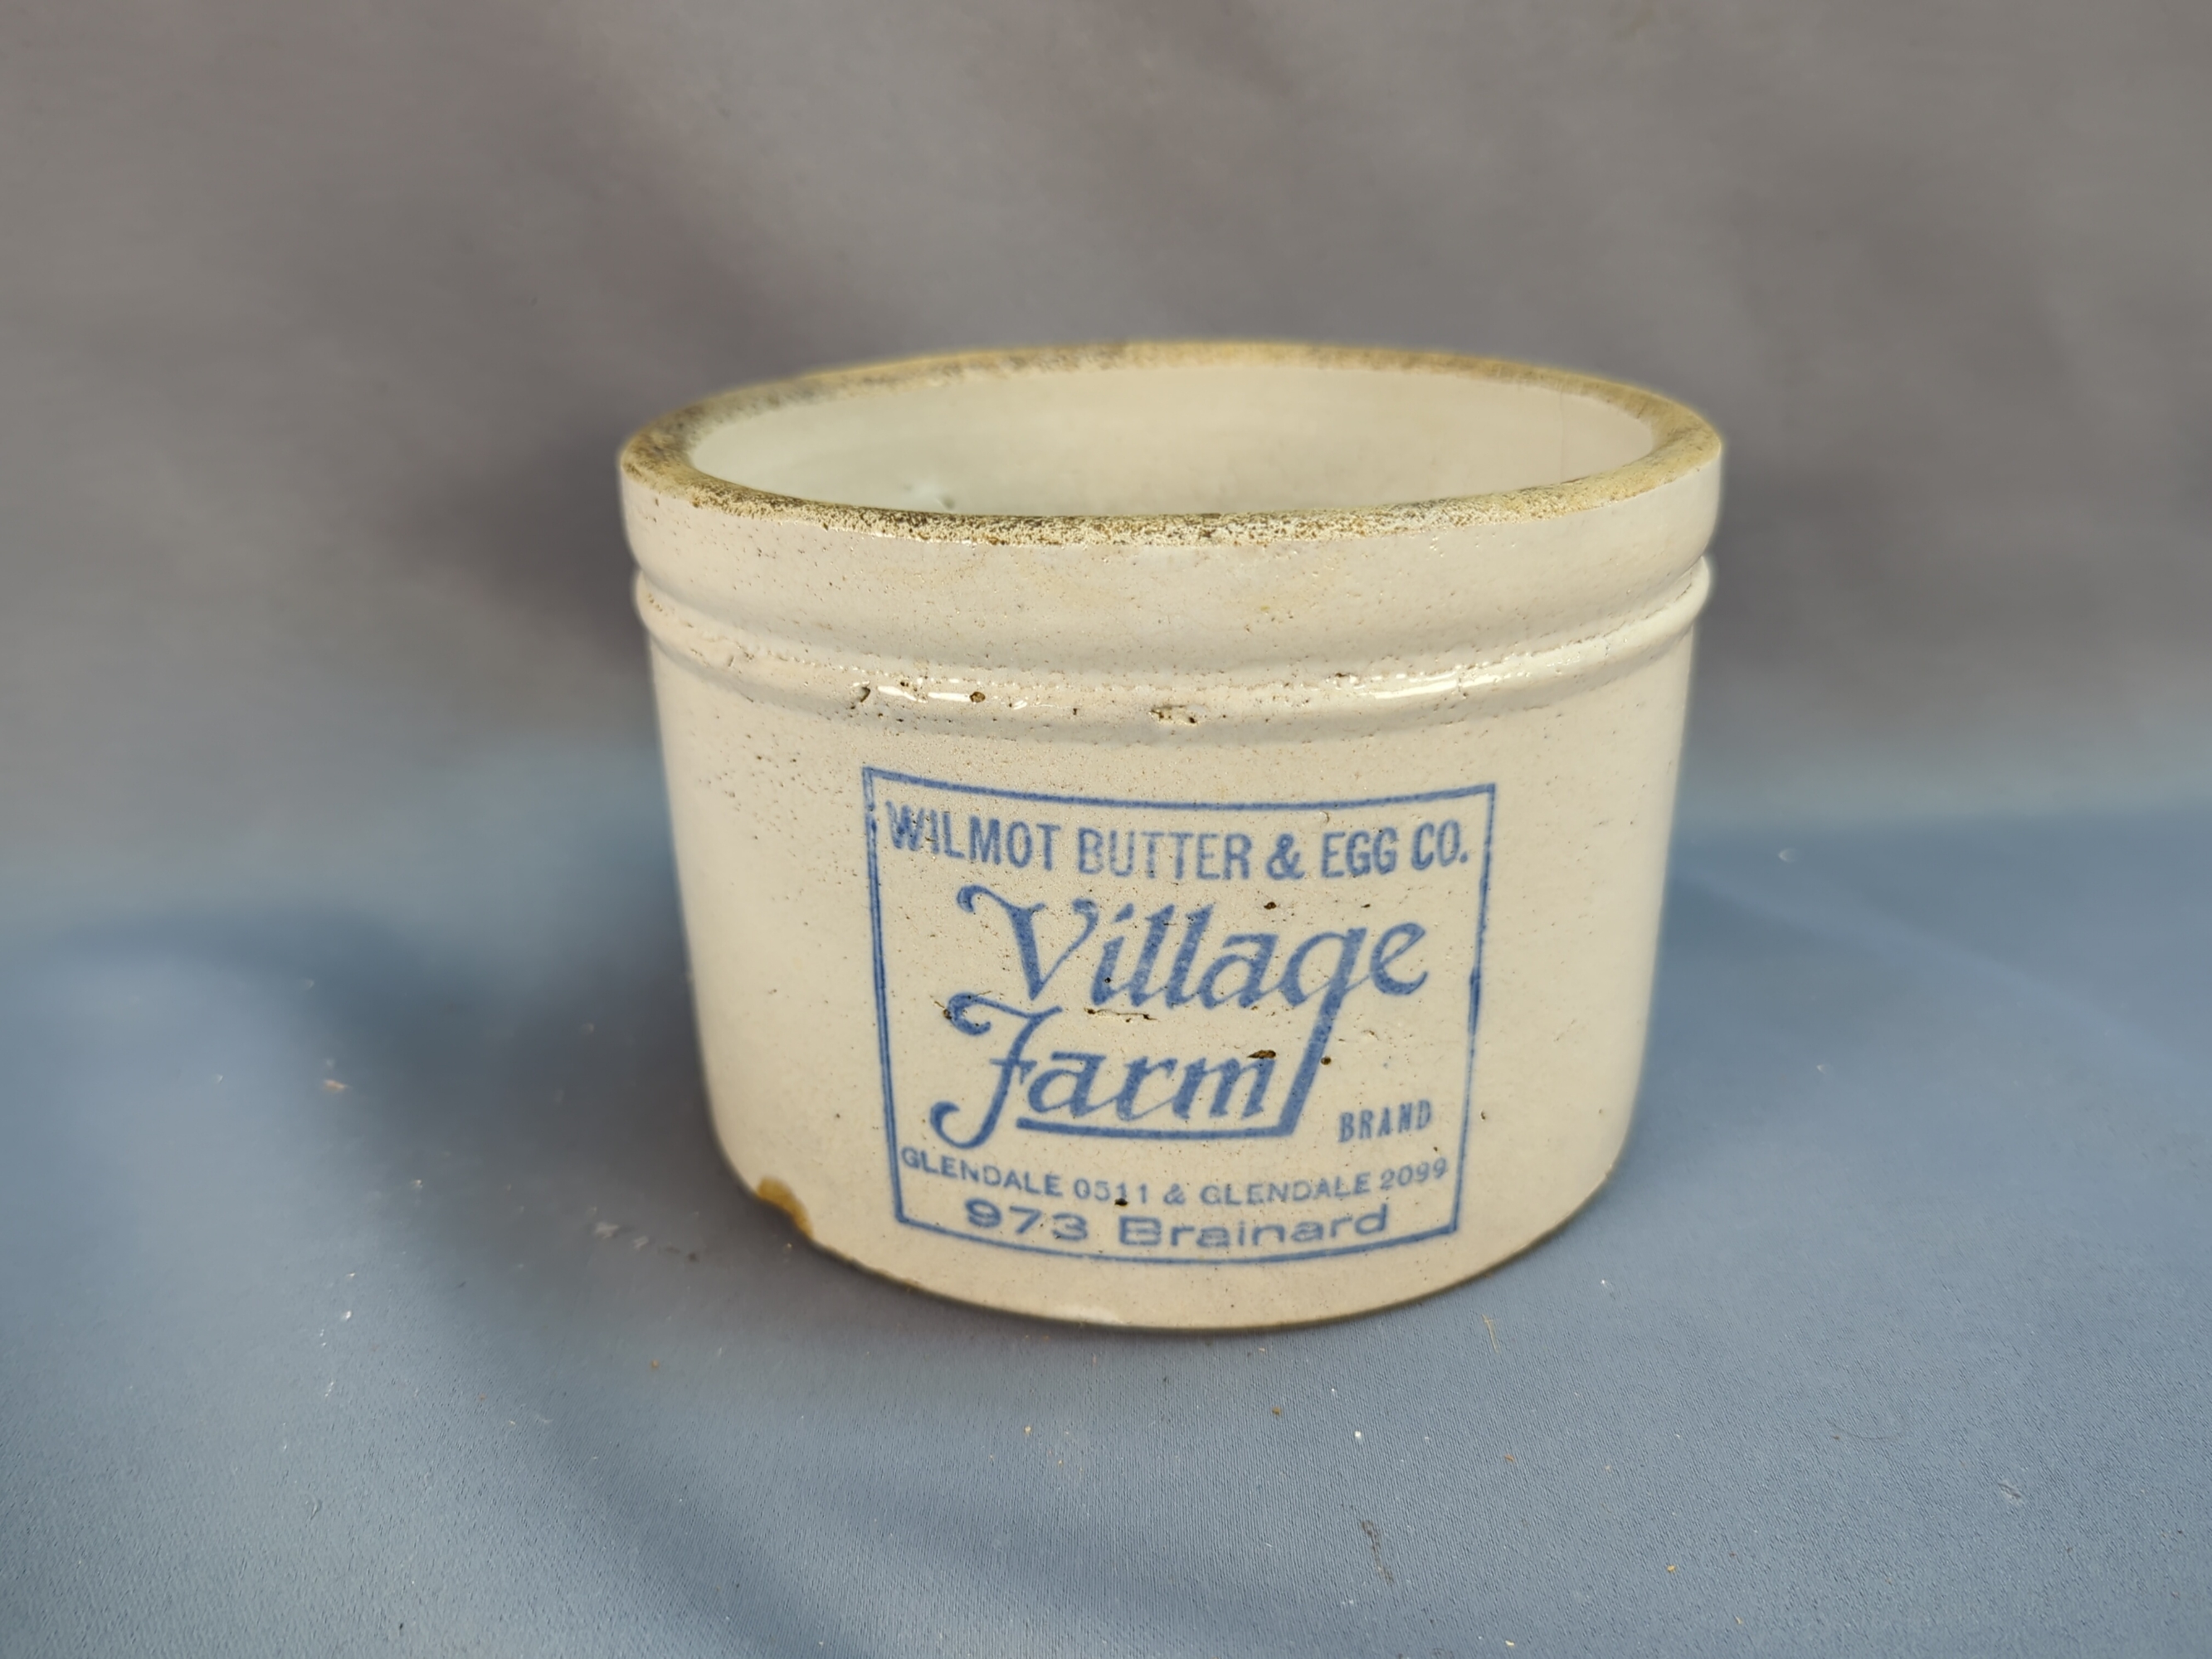 WILMOT BUTTER & EGG CO.
Village
Farm
BRAND
GLENDALE 0511 & GLENDALE 2099
973 Brainard